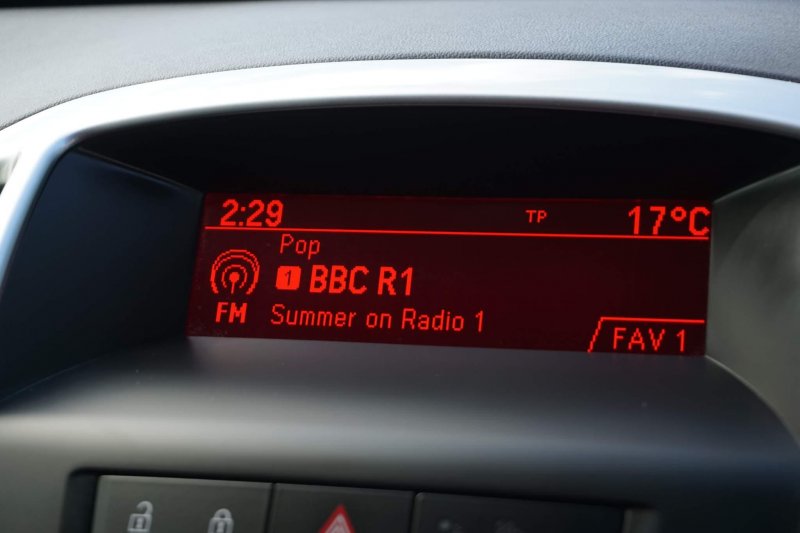 2:29 TP 17°C
Pop
1 BBC R1
FM Summer on Radio 1
FAV 1